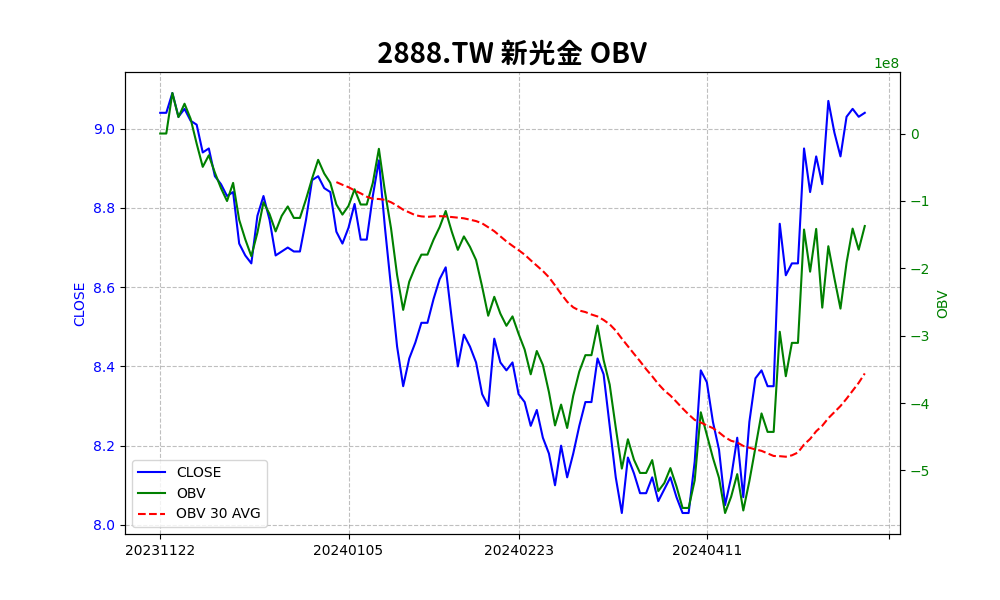 2888.TW 新光金 OBV
1e8
9.0
8.8
8.6
8.4
8.2
8.0
CLOSE
0
−1
−2
−3
−4
−5
OBV
CLOSE
OBV
OBV 30 AVG
20231122
20240105
20240223
20240411